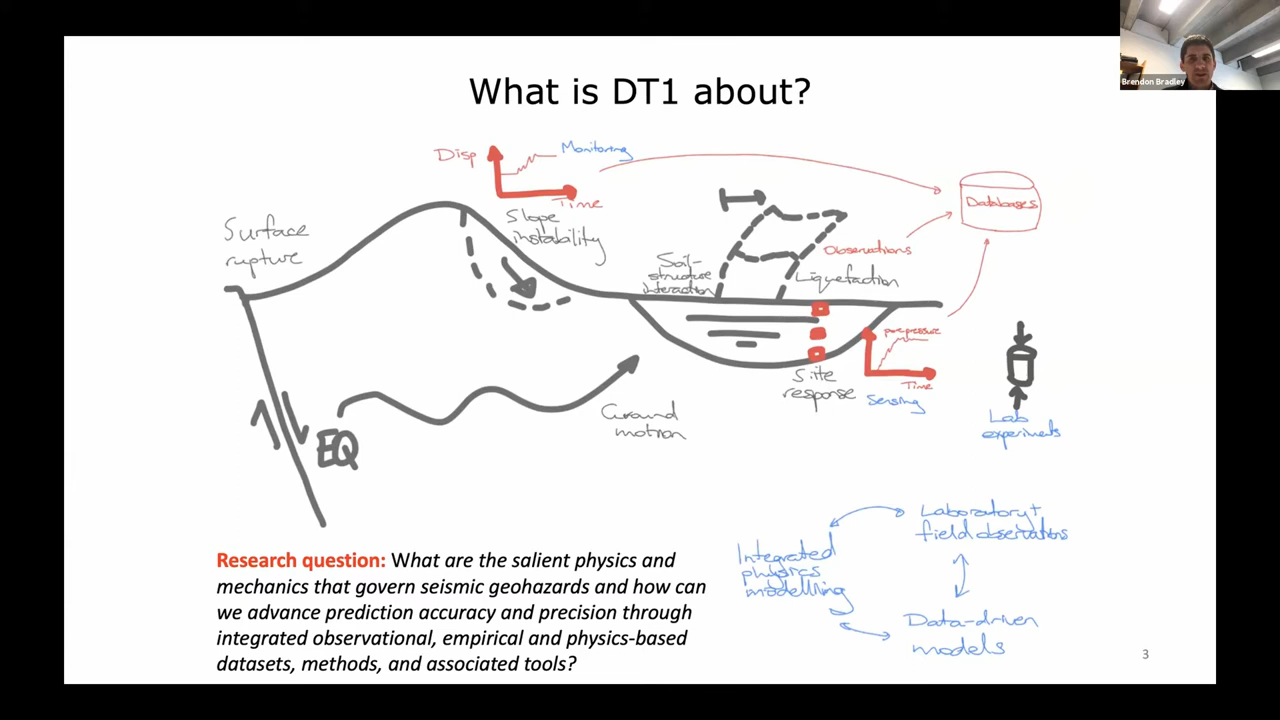 Brendon Bradley
What is DT1 about?
Disp
Monitoring
Time
Databases
Surface
rupture
Slope
instability
Observations
Soil-
structure
interaction
Liquefaction
pore pressure
Time
Site
response
Sensing
EQ
Ground
motion
Lab
experiments
Laboratory +
field observations
Integrated
physics
modelling
Data-driven
models
Research question: What are the salient physics and
mechanics that govern seismic geohazards and how can
we advance prediction accuracy and precision through
integrated observational, empirical and physics-based
datasets, methods, and associated tools?
3